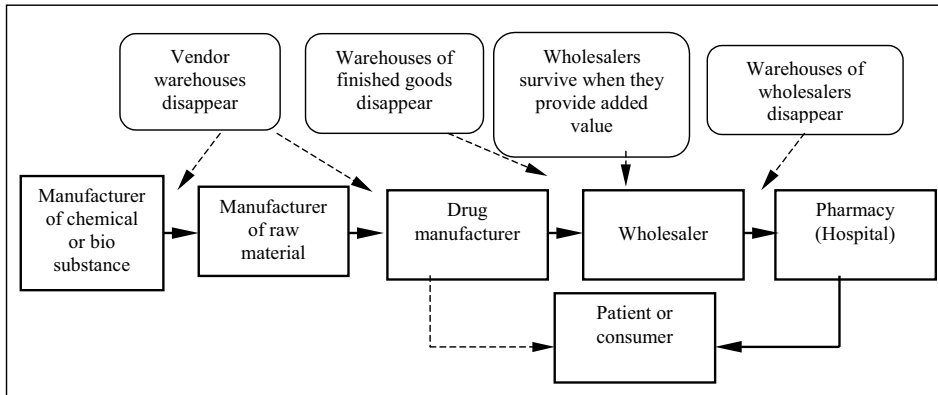 Vendor
warehouses
disappear
Warehouses of
finished goods
disappear
Wholesalers
survive when they
provide added
value
Warehouses of
wholesalers
disappear
Manufacturer
of chemical
or bio
substance
Manufacturer
of raw
material
Drug
manufacturer
Wholesaler
Pharmacy
(Hospital)
Patient or
consumer